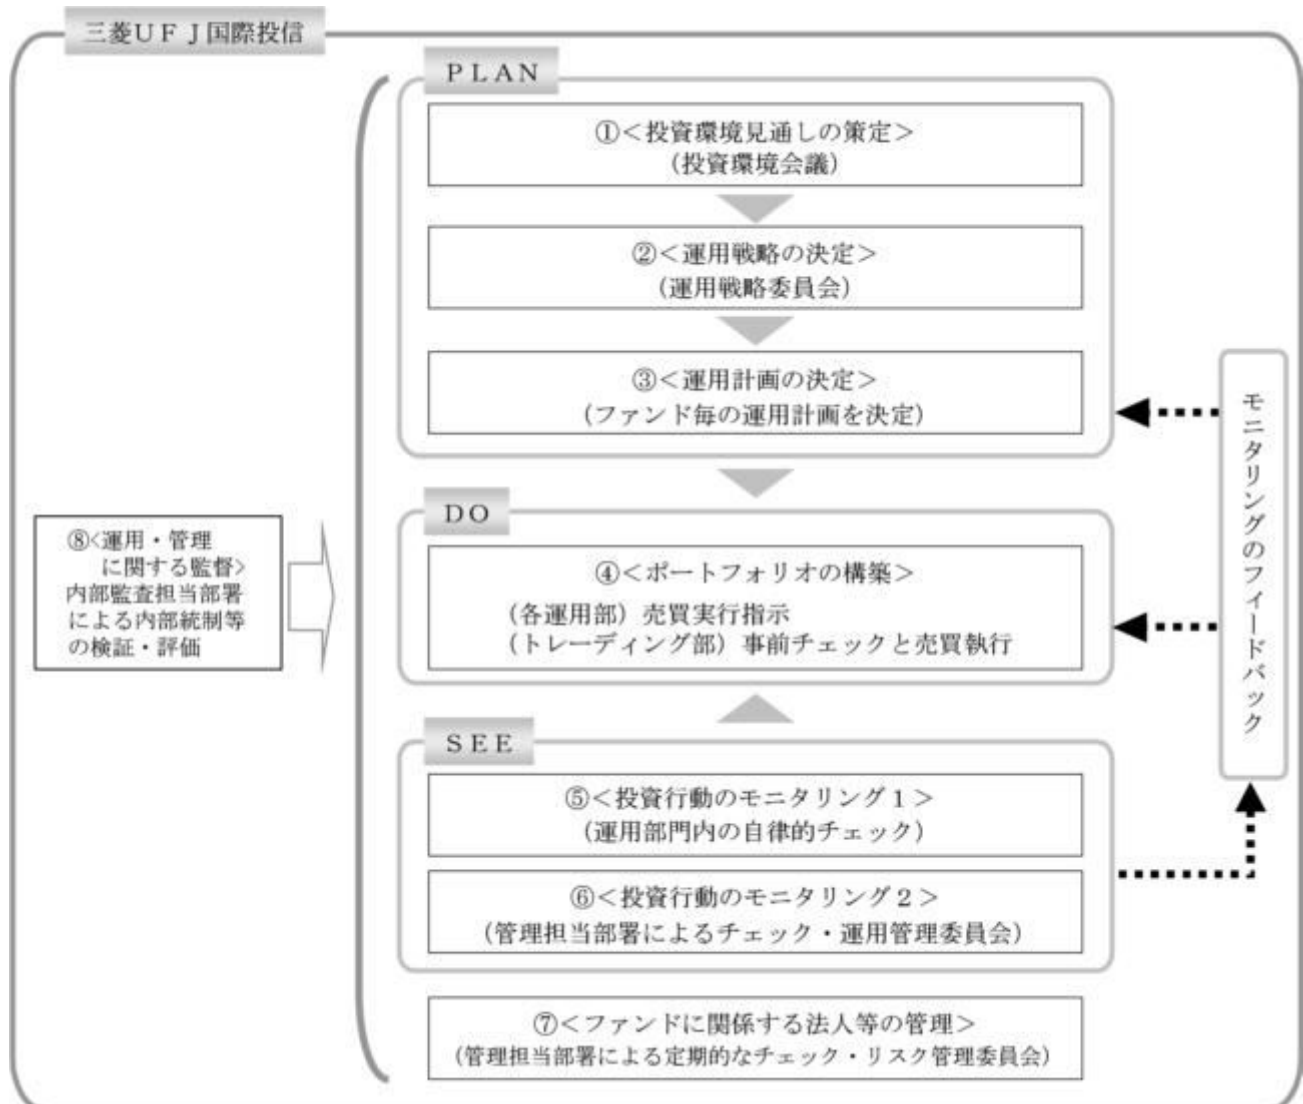 三菱ＵＦＪ国際投信
ＰＬＡＮ
①＜投資環境見通しの策定＞
（投資環境会議）
②＜運用戦略の決定＞
（運用戦略委員会）
③＜運用計画の決定＞
（ファンド毎の運用計画を決定）
ＤＯ
④＜ポートフォリオの構築＞
（各運用部）売買実行指示
（トレーディング部）事前チェックと売買執行
ＳＥＥ
⑤＜投資行動のモニタリング１＞
（運用部門内の自律的チェック）
⑥＜投資行動のモニタリング２＞
（管理担当部署によるチェック・運用管理委員会）
⑦＜ファンドに関係する法人等の管理＞
（管理担当部署による定期的なチェック・リスク管理委員会）
⑧<運用・管理
に関する監督>
内部監査担当部署
による内部統制等
の検証・評価
モニタリングのフィードバック